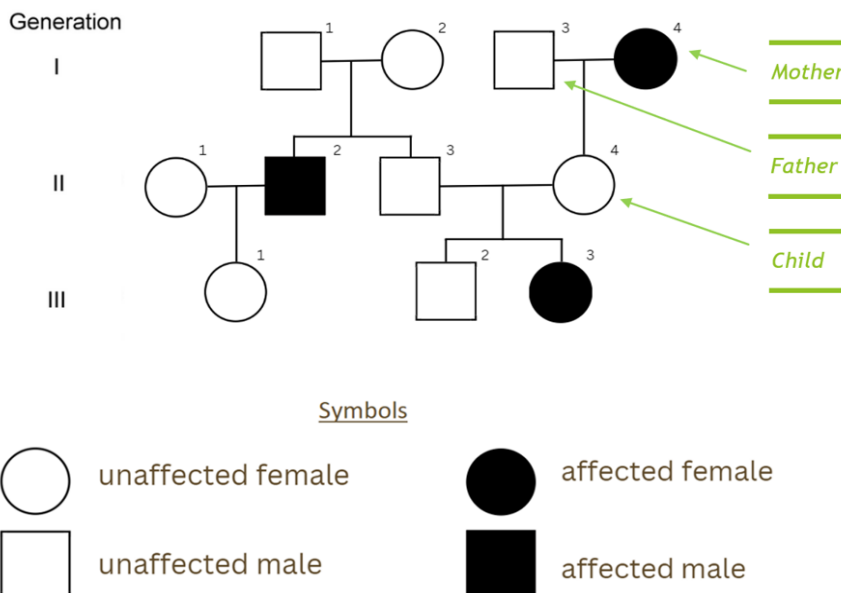 Generation
1
2
3
4
I
Mother
1
2
3
4
Father
II
1
2
3
Child
III
Symbols
unaffected female
affected female
unaffected male
affected male